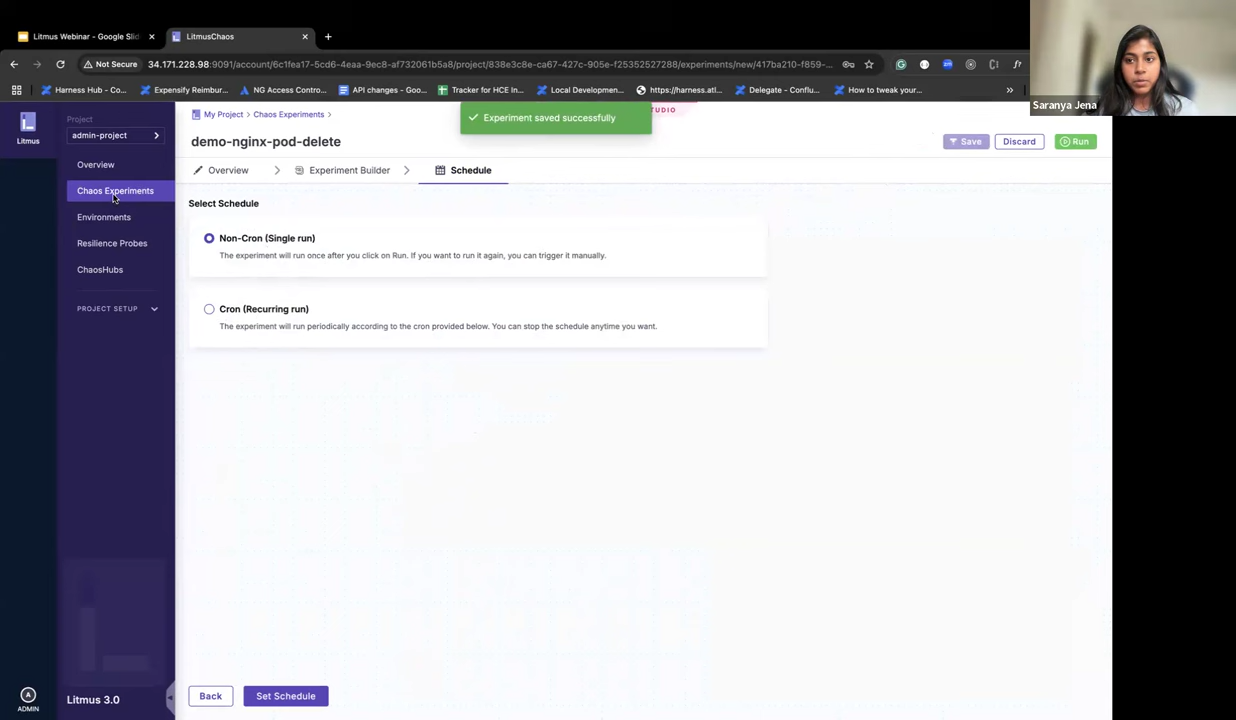 Litmus Webinar - Google Slid
LitmusChaos
Not Secure
34.171.228.98:9091/account/6c1fea17-5cd6-4eaa-9ec8-af732061b5a8/project/838e3c8e-ca67-427c-905e-f25352527288/experiments/new/417ba210-f859-...
Harness Hub - Co...
Expensify Reimbur...
NG Access Contro...
API changes - Goo...
Tracker for HCE In...
Local Developmen...
https://harness.atl...
Delegate - Conflu...
How to tweak your...
Saranya Jena
Litmus
Project
admin-project
Overview
Chaos Experiments
Environments
Resilience Probes
ChaosHubs
PROJECT SETUP
Litmus 3.0
A
ADMIN
My Project
Chaos Experiments
UDIO
Experiment saved successfully
demo-nginx-pod-delete
Save
Discard
Run
Overview
Experiment Builder
Schedule
Select Schedule
Non-Cron (Single run)
The experiment will run once after you click on Run. If you want to run it again, you can trigger it manually.
Cron (Recurring run)
The experiment will run periodically according to the cron provided below. You can stop the schedule anytime you want.
Back
Set Schedule